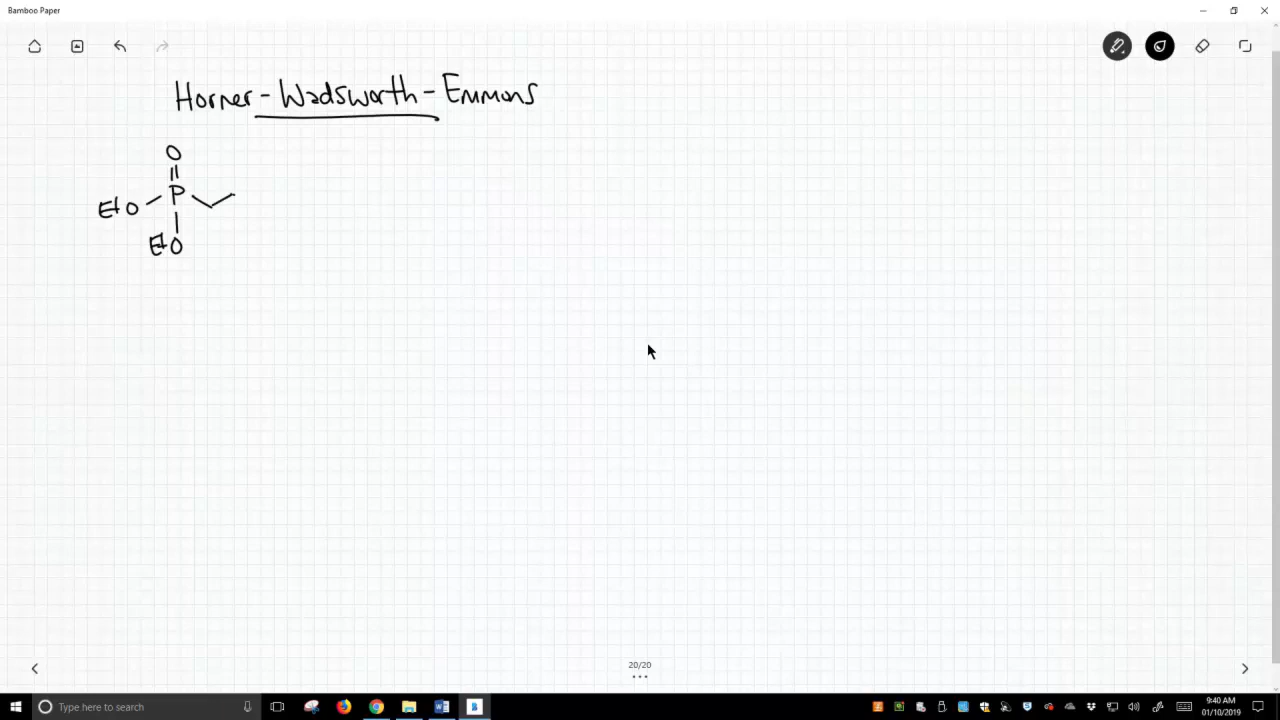 Bamboo Paper
Horner - Wadsworth - Emmons
O
EtO P
EtO
20/20
Type here to search
9:40 AM
01/10/2019